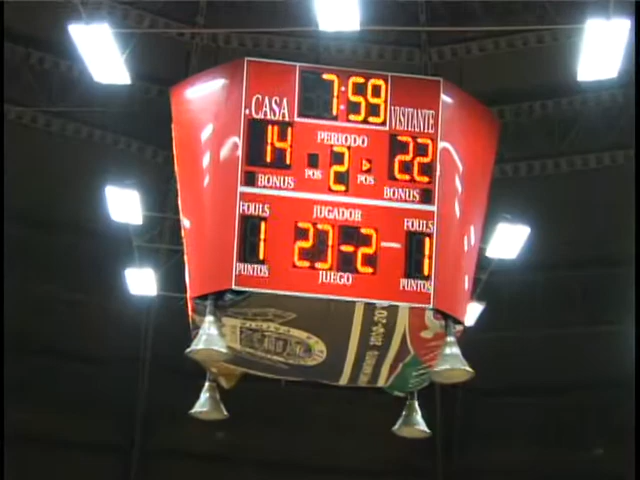 7:59
CASA VISITANTE
PERIODO
14 2 22
POS POS
BONUS BONUS
FOULS JUGADOR FOULS
1 23-2 1
PUNTOS JUEGO PUNTOS